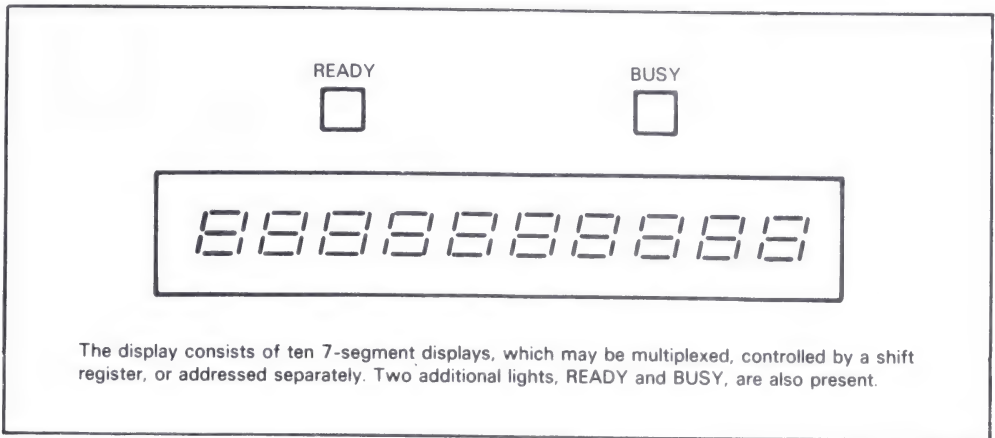 READY
BUSY
8888888888
The display consists of ten 7-segment displays, which may be multiplexed, controlled by a shift
register, or addressed separately. Two additional lights, READY and BUSY, are also present.